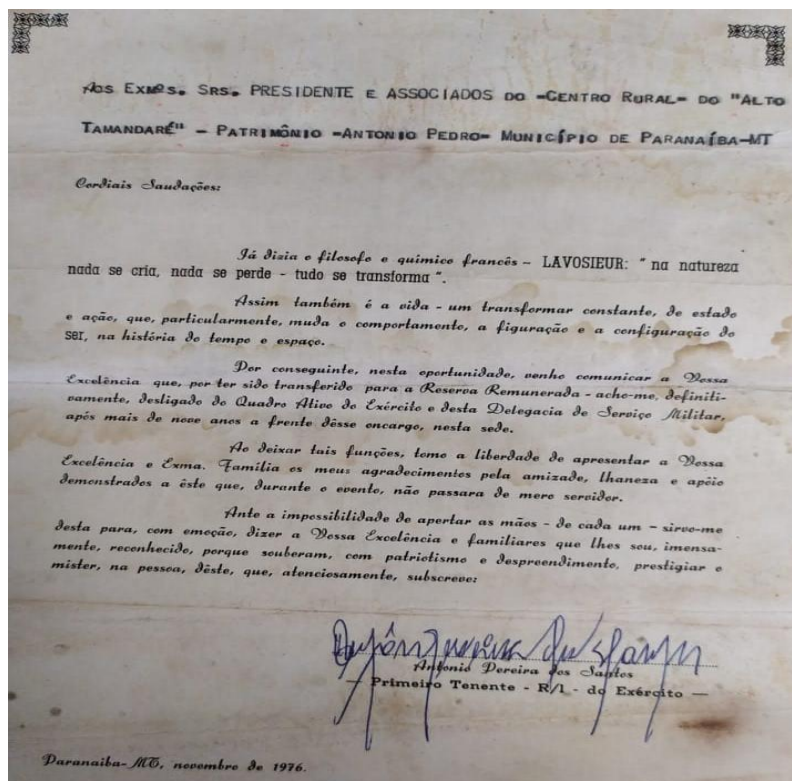 Aos Exmºs. Srs. PRESIDENTE E ASSOCIADOS DO -CENTRO RURAL- DO "ALTO
TAMANDARÉ" - PATRIMÔNIO -ANTONIO PEDRO- MUNICÍPIO DE PARANAÍBA-MT
Cordiais Saudações:
Já dizia o filosofo e químico francês - LAVOSIEUR: " na natureza
nada se cria, nada se perde - tudo se transforma ".
Assim também é a vida - um transformar constante, de estado
e ação, que, particularmente, muda o comportamento, a figuração e a configuração do
ser, na história do tempo e espaço.
Por conseguinte, nesta oportunidade, venho comunicar a Vossa
Excelência que, por ter sido transferido para a Reserva Remunerada - acho-me, definiti-
vamente, desligado do Quadro Ativo do Exército e desta Delegacia de Serviço Militar,
após mais de nove anos a frente dêsse encargo, nesta sede.
Ao deixar tais funções, tomo a liberdade de apresentar a Vossa
Excelência e Exma. Família os meus agradecimentos pela amizade, lhaneza e apôio
demonstrados a êste que, durante o evento, não passara de mero servidor.
Ante a impossibilidade de apertar as mãos - de cada um - sirvo-me
desta para, com emoção, dizer a Vossa Excelência e familiares que lhes sou, imensa-
mente, reconhecido, porque souberam, com patriotismo e despreendimento, prestigiar o
mister, na pessoa, dêste, que, atenciosamente, subscreve:
Antonio Pereira dos Santos
— Primeiro Tenente - R/1 - do Exército —
Paranaiba-MT, novembro de 1976.